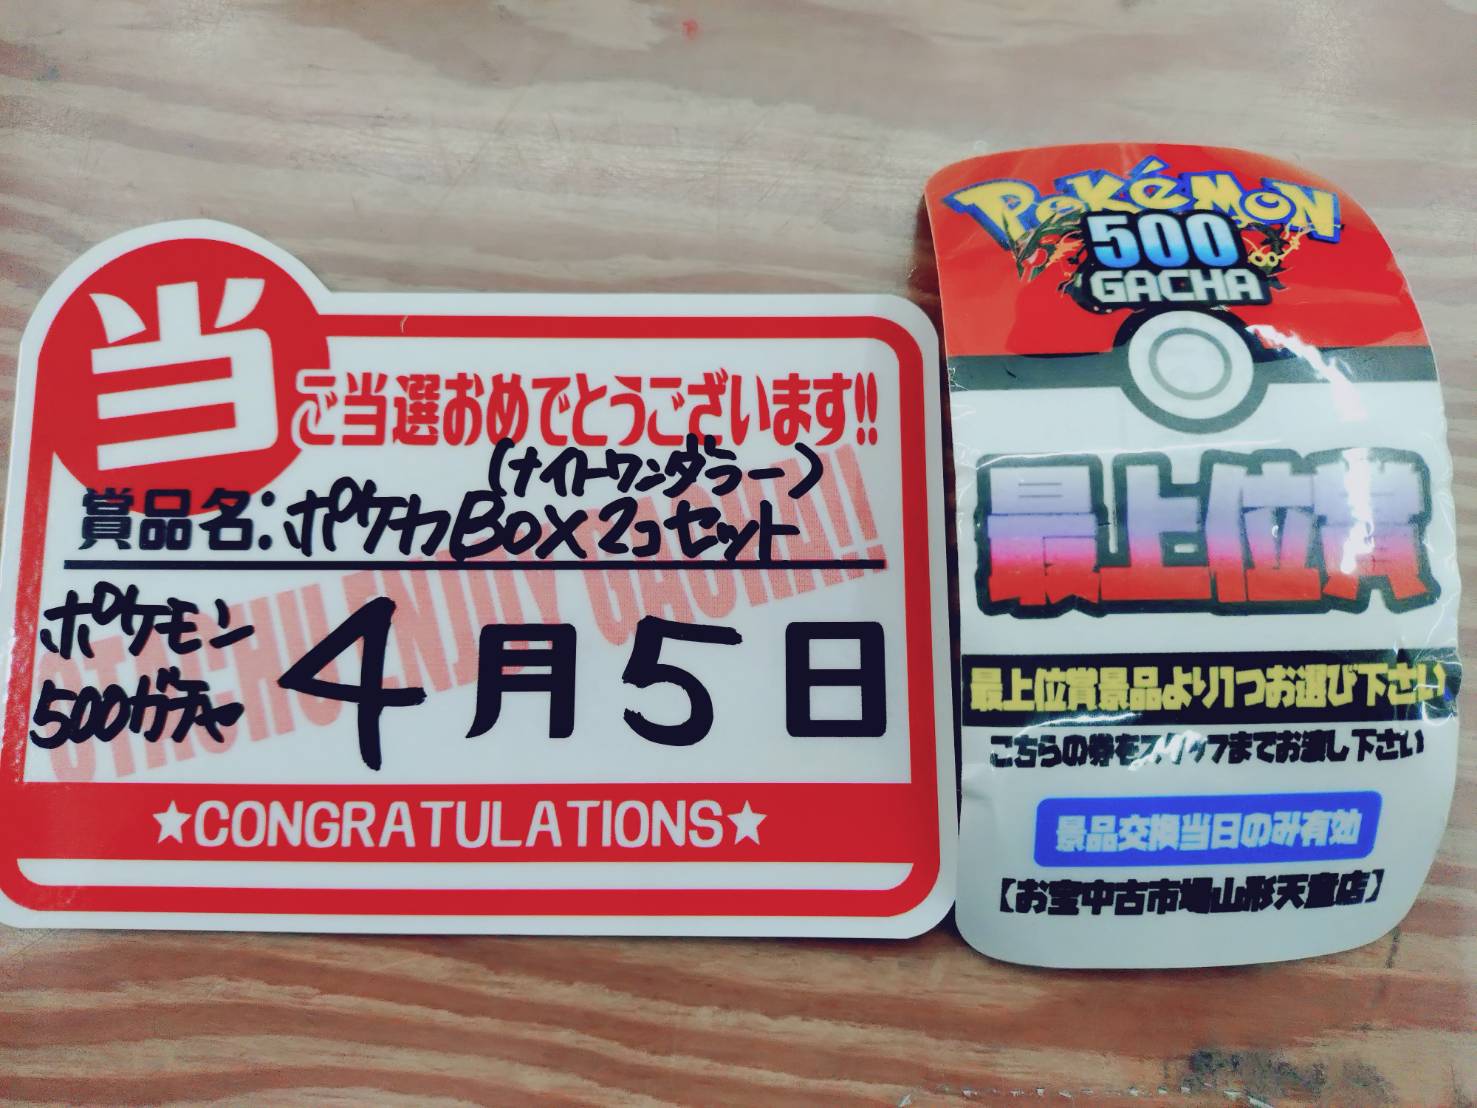 当
ご当選おめでとうございます!!
(ナイトワンダラー)
賞品名:ポケカBOX2コセット
ポケモン
500ガチャ
4月5日
★CONGRATULATIONS★
POKéMON
500
GACHA
最上位賞
最上位賞景品より1つお選び下さい
こちらの券をスタッフまでお渡し下さい
景品交換当日のみ有効
【お宝中古市場山形天童店】